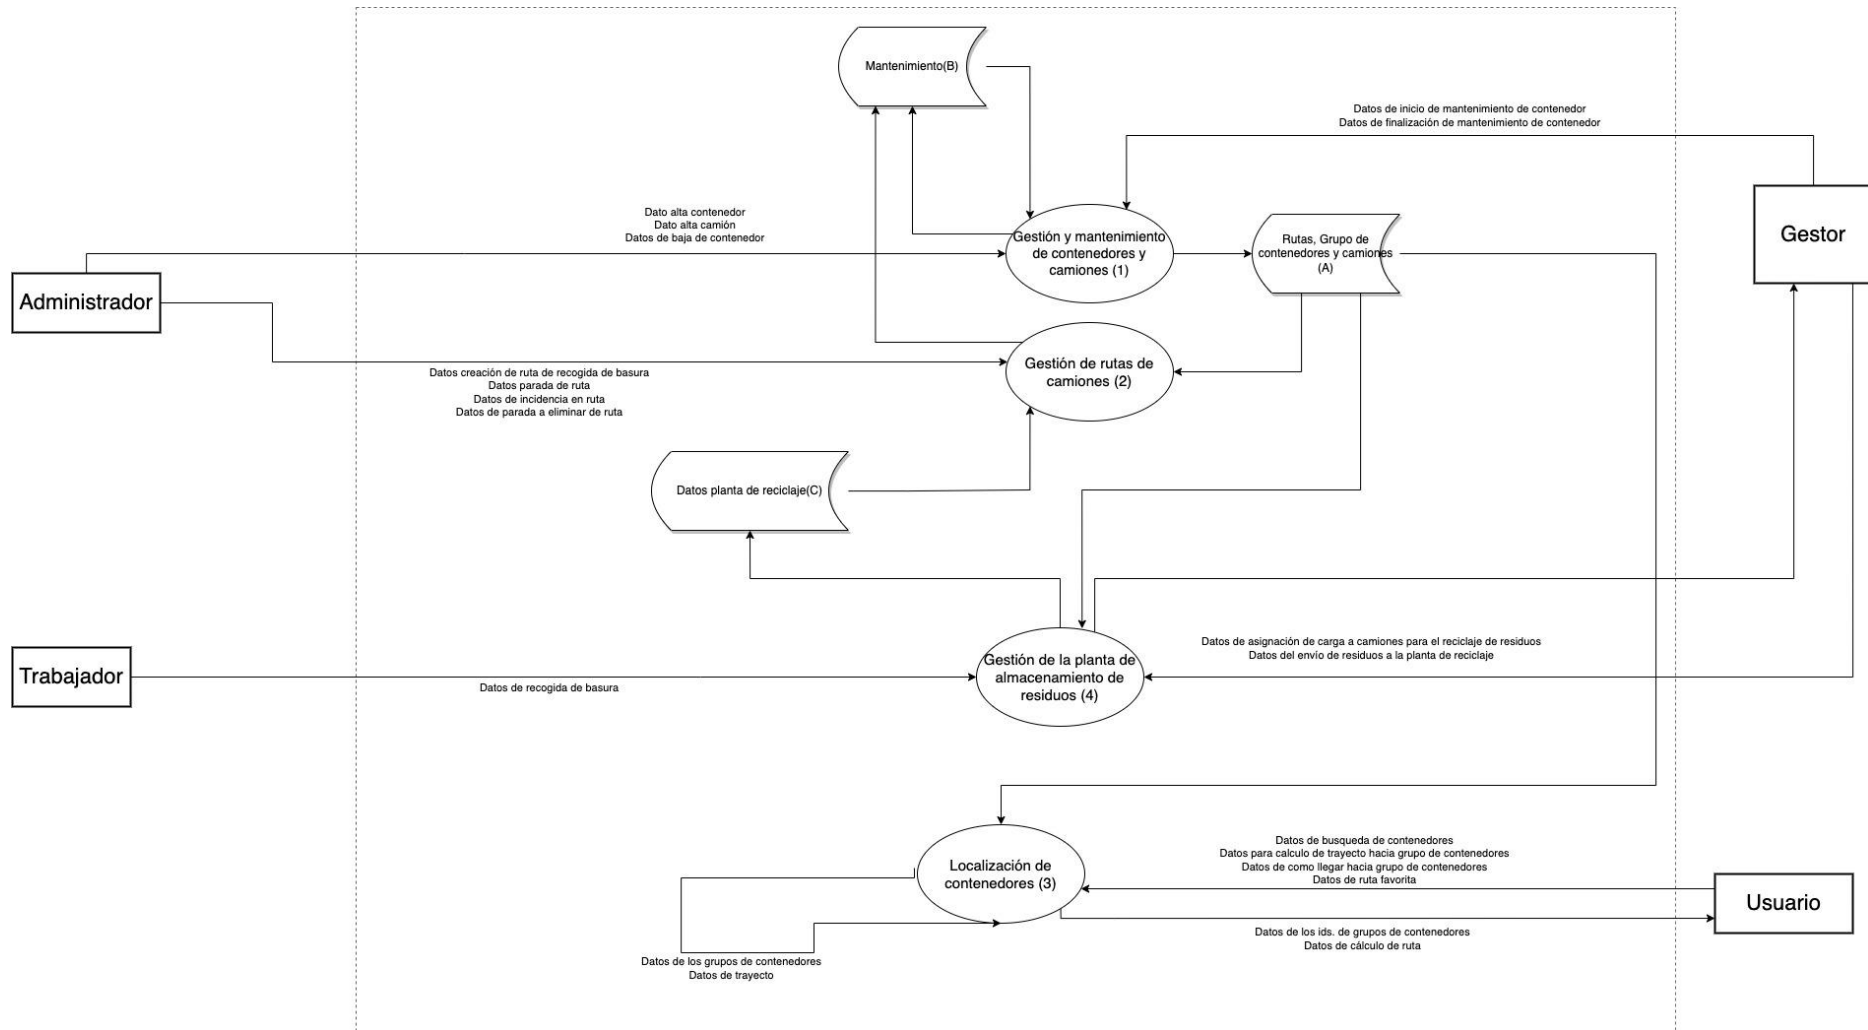 Mantenimiento(B)
Datos de inicio de mantenimiento de contenedor
Datos de finalización de mantenimiento de contenedor
Dato alta contenedor
Dato alta camión
Datos de baja de contenedor
Gestión y mantenimiento
de contenedores y
camiones (1)
Rutas, Grupo de
contenedores y camiones
(A)
Gestor
Administrador
Datos creación de ruta de recogida de basura
Datos parada de ruta
Datos de incidencia en ruta
Datos de parada a eliminar de ruta
Gestión de rutas de
camiones (2)
Datos planta de reciclaje(C)
Trabajador
Datos de recogida de basura
Gestión de la planta de
almacenamiento de
residuos (4)
Datos de asignación de carga a camiones para el reciclaje de residuos
Datos del envío de residuos a la planta de reciclaje
Localización de
contenedores (3)
Datos de busqueda de contenedores
Datos para calculo de trayecto hacia grupo de contenedores
Datos de como llegar hacia grupo de contenedores
Datos de ruta favorita
Usuario
Datos de los ids. de grupos de contenedores
Datos de cálculo de ruta
Datos de los grupos de contenedores
Datos de trayecto